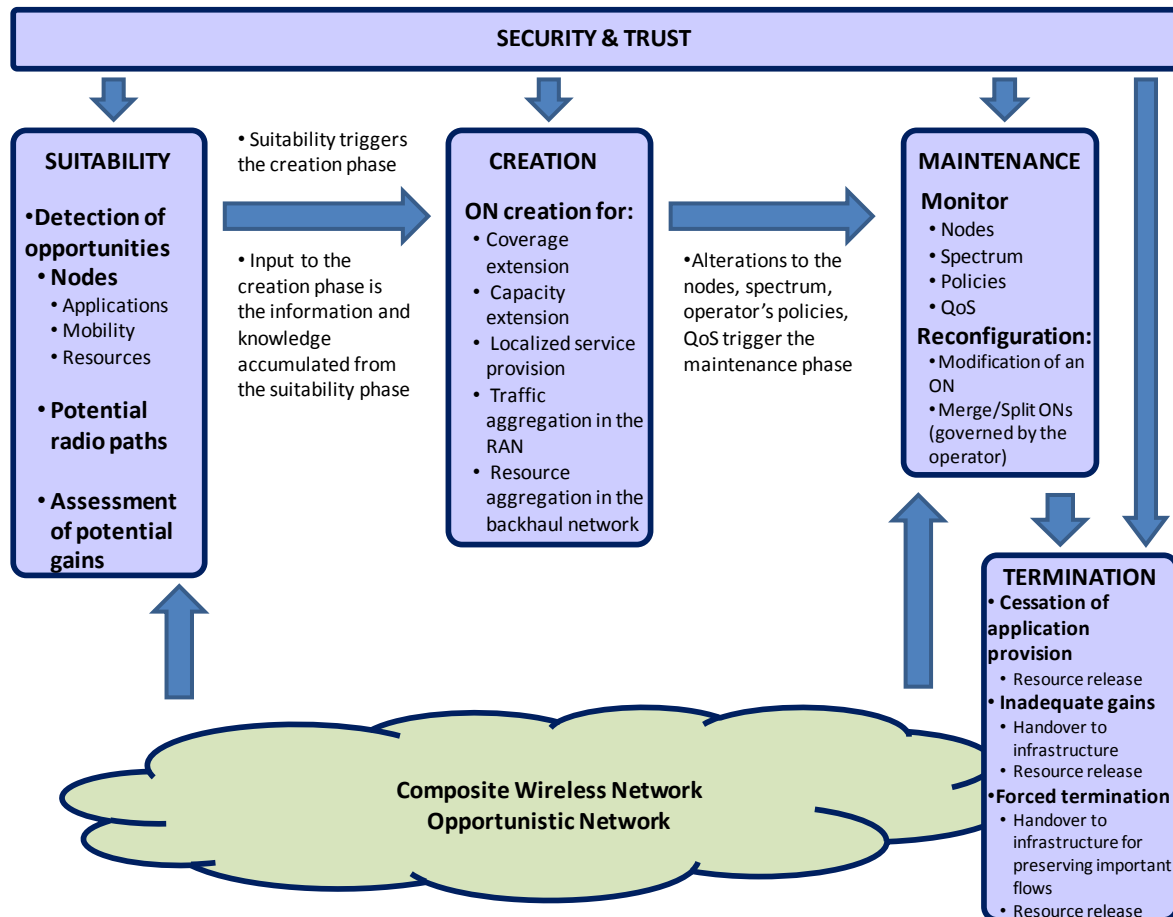 SECURITY & TRUST
SUITABILITY
•Detection of
opportunities
• Nodes
• Applications
• Mobility
• Resources
• Potential
radio paths
• Assessment
of potential
gains
• Suitability triggers
the creation phase
• Input to the
creation phase is
the information and
knowledge
accumulated from
the suitability phase
CREATION
ON creation for:
• Coverage
extension
• Capacity
extension
• Localized service
provision
• Traffic
aggregation in the
RAN
• Resource
aggregation in the
backhaul network
•Alterations to the
nodes, spectrum,
operator's policies,
QoS trigger the
maintenance phase
MAINTENANCE
Monitor
• Nodes
• Spectrum
• Policies
• QoS
Reconfiguration:
• Modification of an
ON
• Merge/Split ONs
(governed by the
operator)
TERMINATION
• Cessation of
application
provision
• Resource release
• Inadequate gains
• Handover to
infrastructure
• Resource release
•Forced termination
• Handover to
infrastructure for
preserving important
flows
• Resource release
Composite Wireless Network
Opportunistic Network